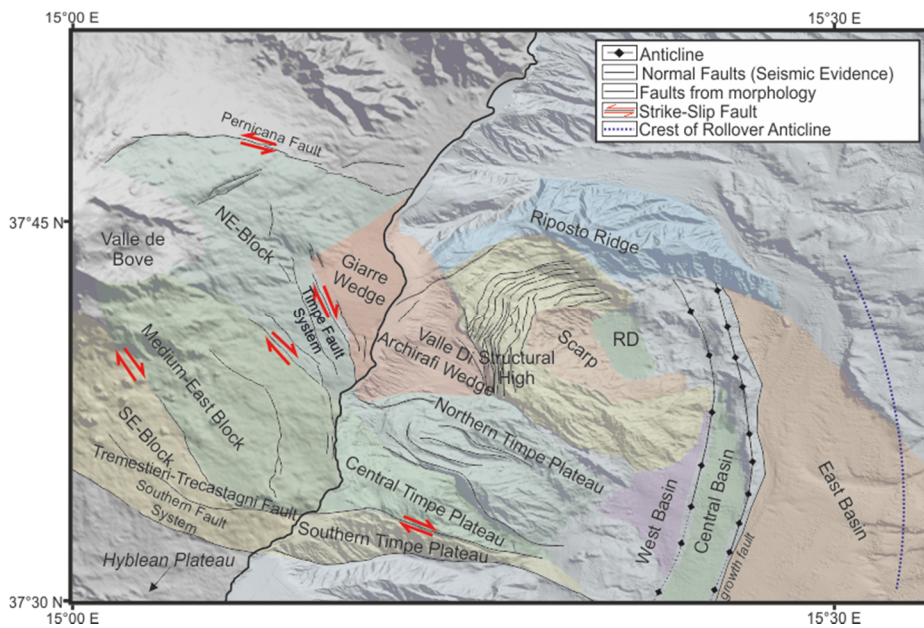 15°00 E
15°30 E
Anticline
Normal Faults (Seismic Evidence)
Faults from morphology
Strike-Slip Fault
Crest of Rollover Anticline
Pernicana Fault
37°45 N
NE-Block
Riposto Ridge
Valle de
Bove
Giarre
Wedge
Timpe Fault
System
Valle Di
Archirafi Wedge
Structural
High
Scarp
RD
Medium-East Block
SE-Block
Northern Timpe Plateau
Tremestieri-Trecastagni Fault
Central Timpe Plateau
Southern Fault
System
Southern Timpe Plateau
West Basin
Central Basin
East Basin
growth fault
Hyblean Plateau
37°30 N
15°00 E
15°30 E